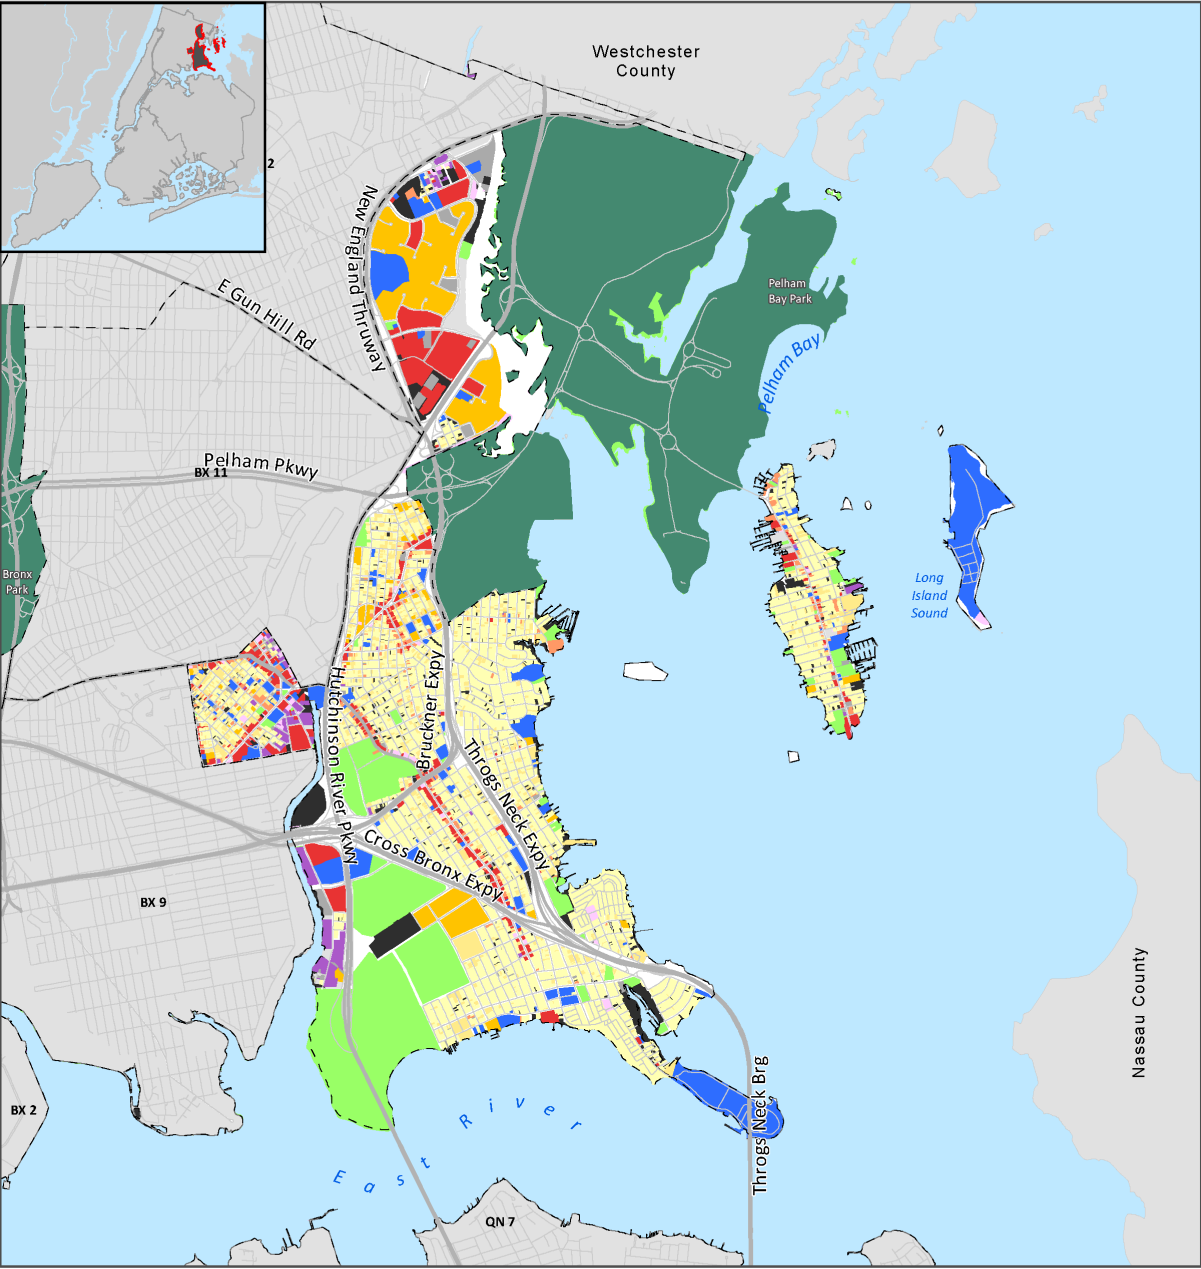 Westchester
County
2
New England Thruway
E Gun Hill Rd
Pelham
Bay Park
Pelham Bay
Pelham Pkwy
BX 11
Bronx
Park
Long
Island
Sound
Hutchinson River Pkwy
Bruckner Expy
Throgs Neck Expy
Cross Bronx Expy
BX 9
Nassau County
BX 2
East River
Throgs Neck Brg
QN 7